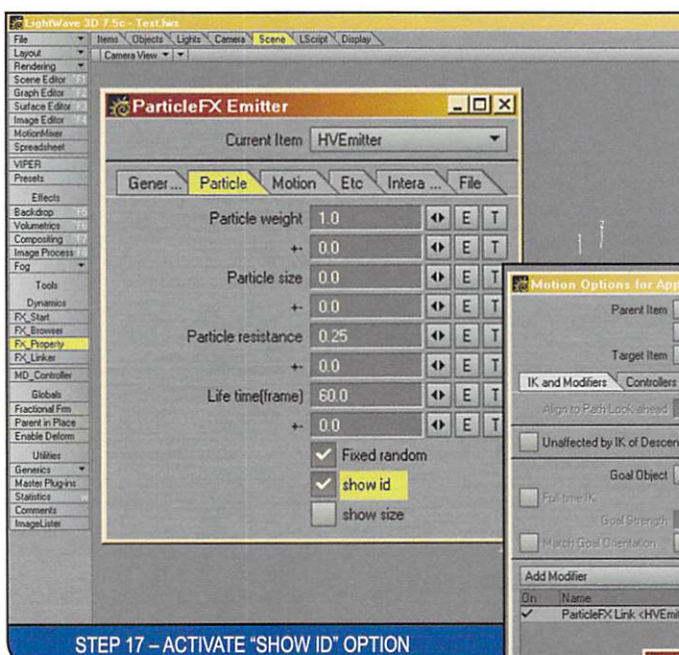 LightWave 3D 7.5c - Test.lws
File
Layout
Rendering
Scene Editor F1
Graph Editor F2
Surface Editor F3
Image Editor F4
MotionMixer
Spreadsheet
VIPER
Presets
Effects
Backdrop F5
Volumetrics F6
Compositing F7
Image Process
Fog
Tools
Dynamics
FX_Start
FX_Browser
FX_Property
FX_Linker
MD_Controller
Globals
Fractional Frm
Parent in Place
Enable Deform
Utilities
Generics
Master Plug-ins
Statistics
Comments
ImageLister
Items Objects Lights Camera Scene LScript Display
Camera View
ParticleFX Emitter
Current Item HVEmitter
Gener... Particle Motion Etc Intera ... File
Particle weight 1.0 E T
+- 0.0 E T
Particle size 0.0 E T
+- 0.0 E T
Particle resistance 0.25 E T
+- 0.0 E T
Life time(frame) 60.0 E T
+- 0.0 E T
Fixed random
show id
show size
Motion Options for App
Parent Item
Target Item
IK and Modifiers Controllers
Align to Path Look-ahead
Unaffected by IK of Descen
Goal Object
Full-time IK
Goal Strength
Match Goal Orientation
Add Modifier
On Name
ParticleFX Link <HVEmit
STEP 17 – ACTIVATE “SHOW ID” OPTION